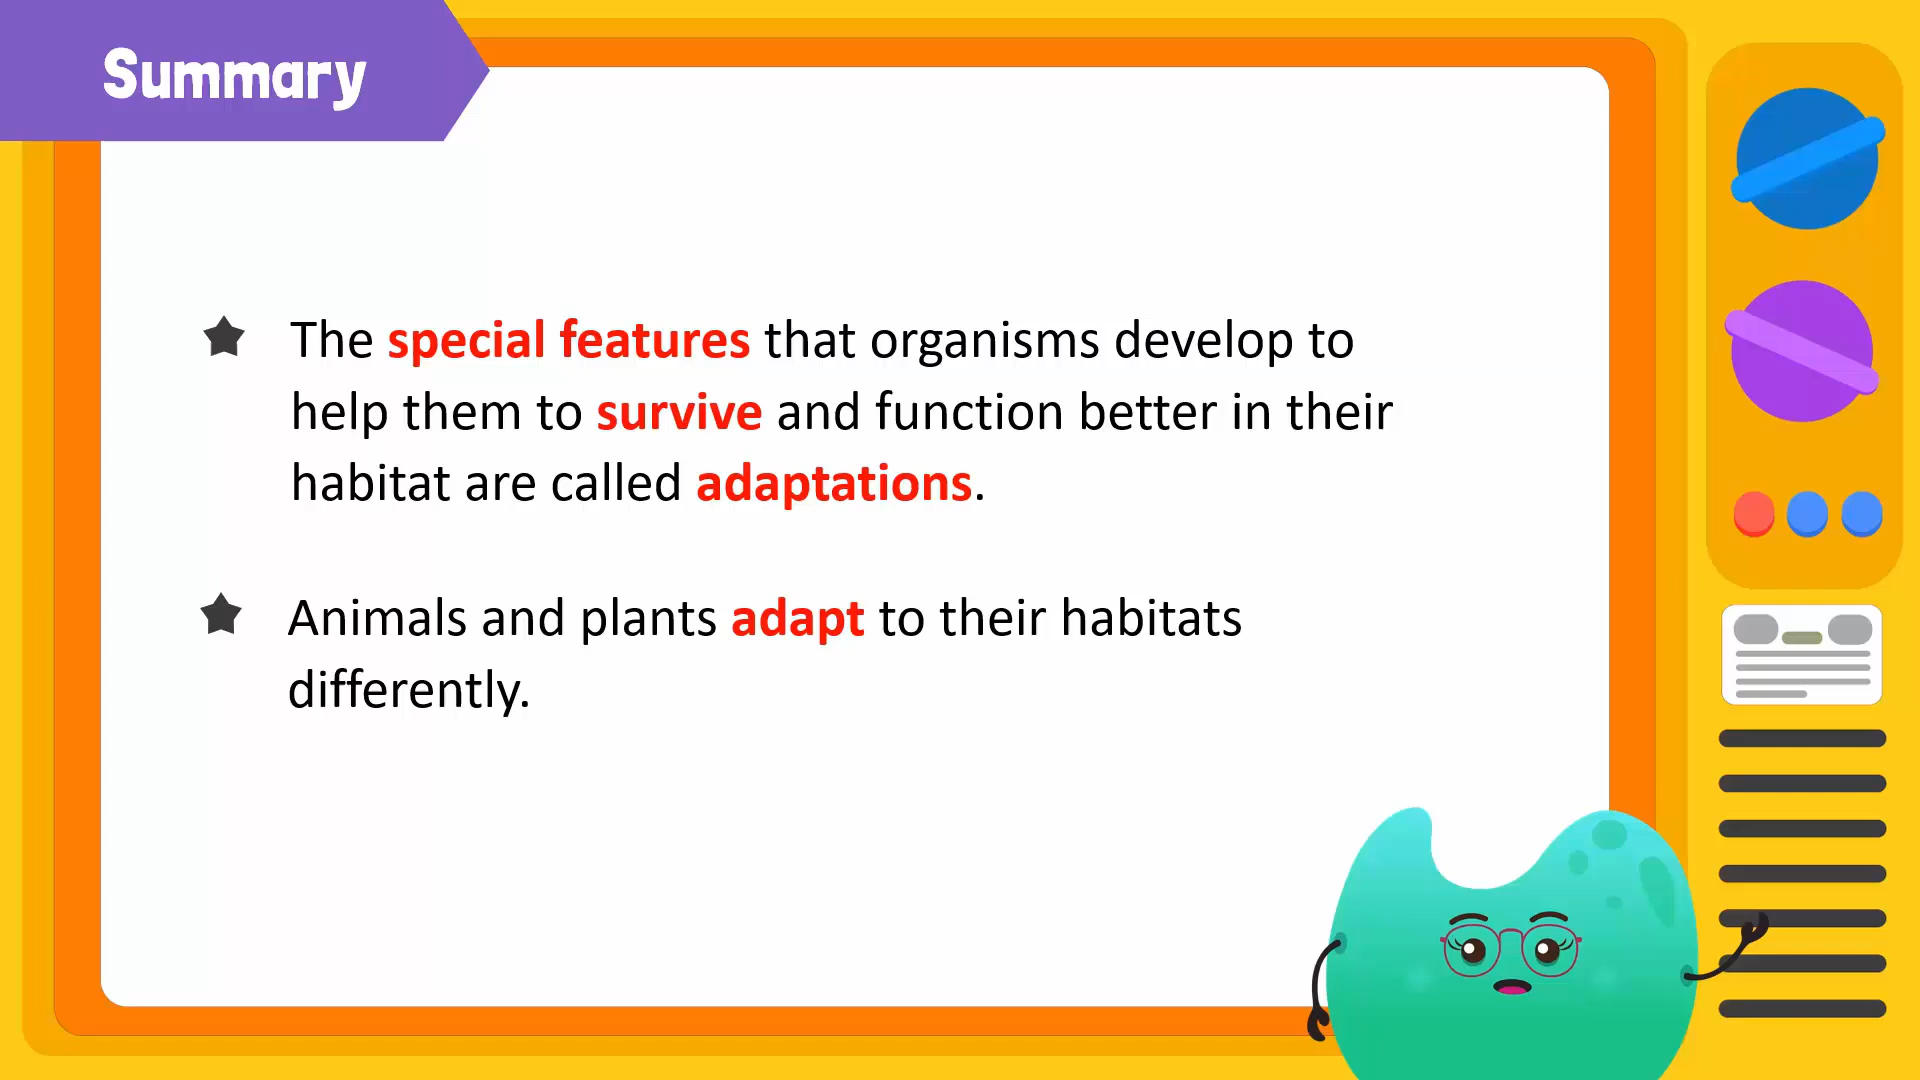 Summary
The special features that organisms develop to
help them to survive and function better in their
habitat are called adaptations.
Animals and plants adapt to their habitats
differently.